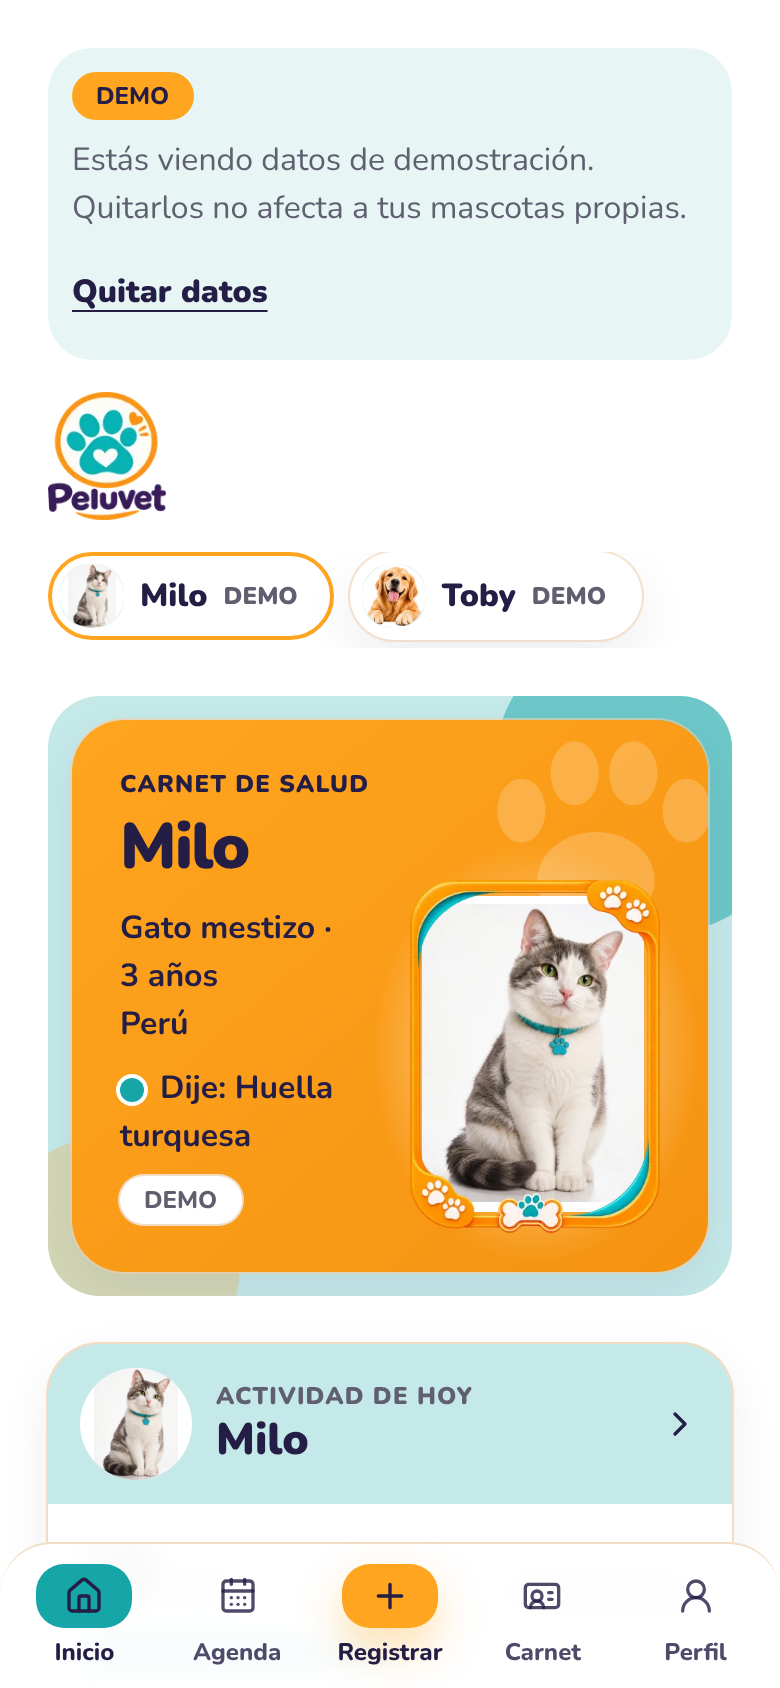 DEMO
Estás viendo datos de demostración.
Quitarlos no afecta a tus mascotas propias.
Quitar datos
Peluvet
Milo DEMO
Toby DEMO
CARNET DE SALUD
Milo
Gato mestizo ·
3 años
Perú
Dije: Huella
turquesa
DEMO
ACTIVIDAD DE HOY
Milo
Inicio
Agenda
Registrar
Carnet
Perfil